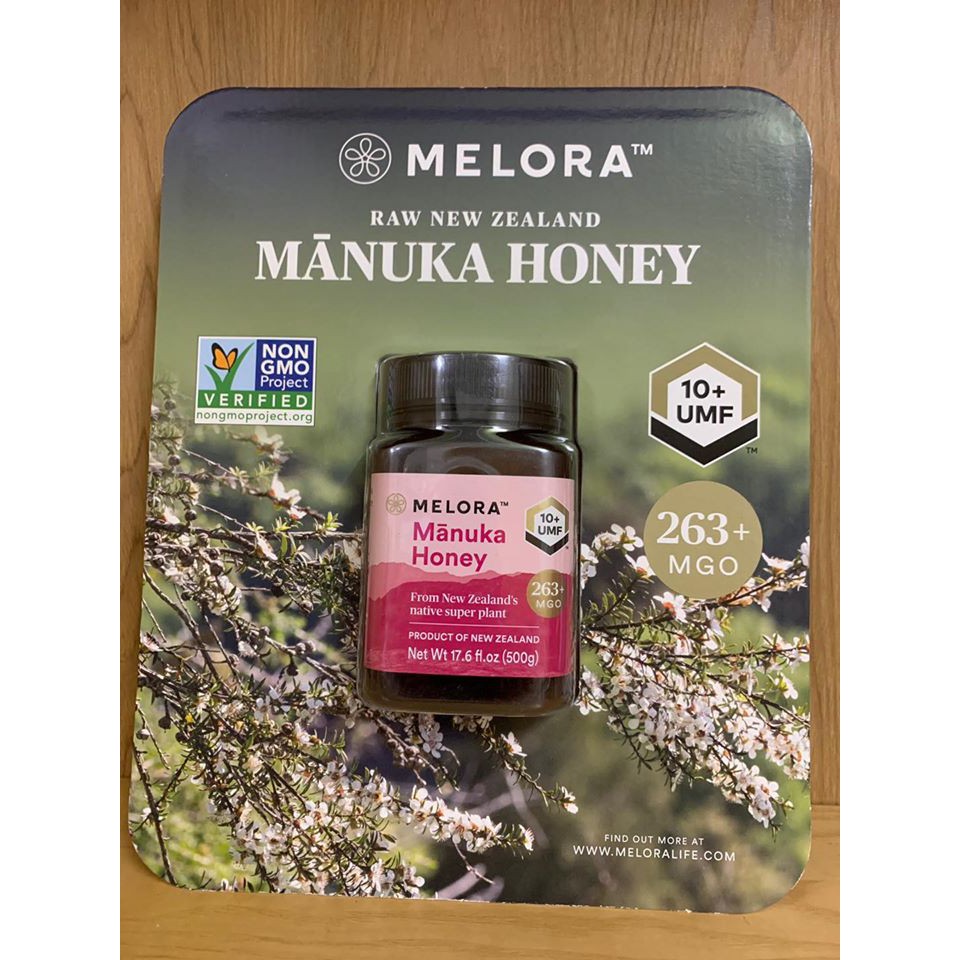 MELORA™
RAW NEW ZEALAND
MĀNUKA HONEY
NON
GMO
Project
VERIFIED
nongmoproject.org
10+
UMF
™
263+
MGO
MELORA™
Mānuka
Honey
10+
UMF
™
From New Zealand's
native super plant
263+
MGO
PRODUCT OF NEW ZEALAND
Net Wt 17.6 fl.oz (500g)
FIND OUT MORE AT
WWW.MELORALIFE.COM